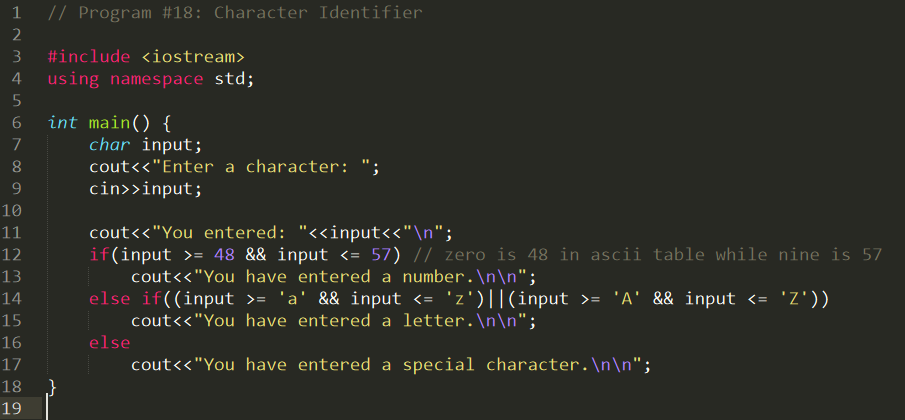 1 // Program #18: Character Identifier
2
3 #include <iostream>
4 using namespace std;
5
6 int main() {
7     char input;
8     cout<<"Enter a character: ";
9     cin>>input;
10
11     cout<<"You entered: "<<input<<"\n";
12     if(input >= 48 && input <= 57) // zero is 48 in ascii table while nine is 57
13         cout<<"You have entered a number.\n\n";
14     else if((input >= 'a' && input <= 'z')||(input >= 'A' && input <= 'Z'))
15         cout<<"You have entered a letter.\n\n";
16     else
17         cout<<"You have entered a special character.\n\n";
18 }
19